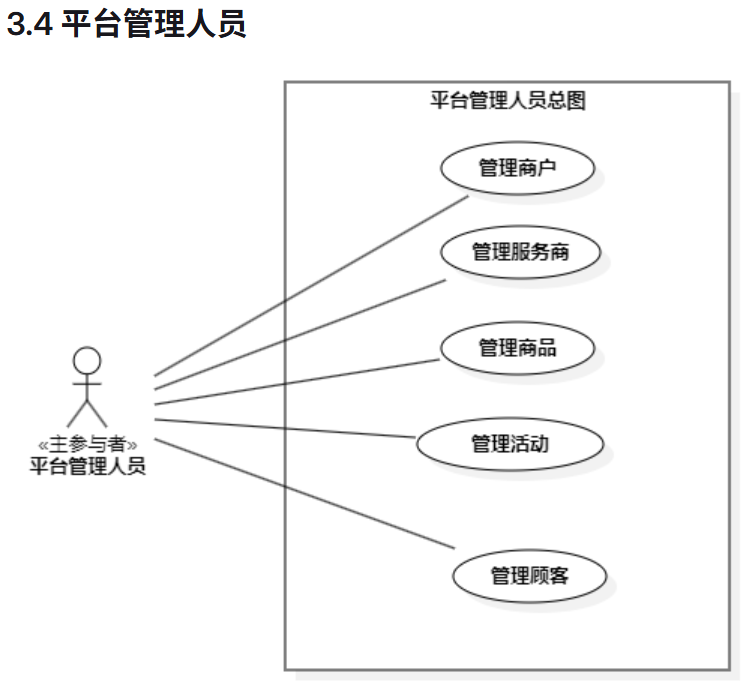 3.4 平台管理人员
平台管理人员总图
管理商户
管理服务商
管理商品
管理活动
管理顾客
«主参与者»
平台管理人员